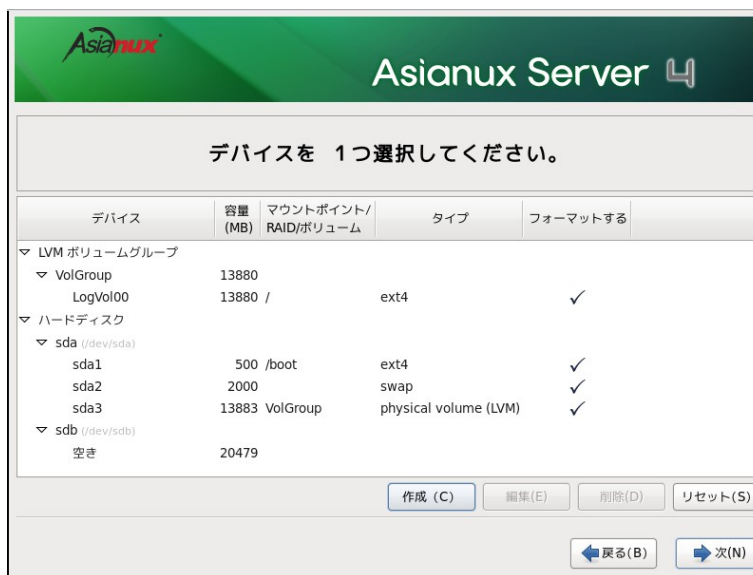 Asianux
Asianux Server 4
デバイスを 1つ選択してください。
デバイス 容量 (MB) マウントポイント/ RAID/ボリューム タイプ フォーマットする
LVM ボリュームグループ
VolGroup 13880
LogVol00 13880 / ext4 ✓
ハードディスク
sda (/dev/sda)
sda1 500 /boot ext4 ✓
sda2 2000 swap ✓
sda3 13883 VolGroup physical volume (LVM) ✓
sdb (/dev/sdb)
空き 20479
作成 (C) 編集(E) 削除(D) リセット(S)
戻る(B) 次(N)